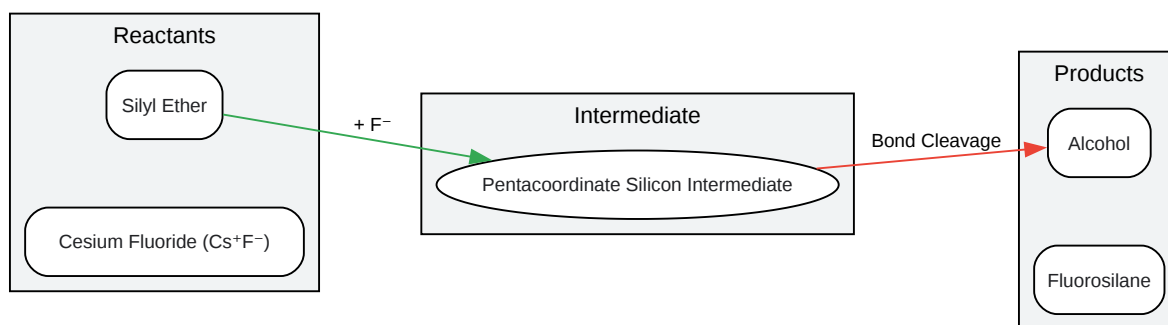 Reactants
Silyl Ether
Cesium Fluoride (Cs⁺F⁻)
+ F⁻
Intermediate
Pentacoordinate Silicon Intermediate
Bond Cleavage
Products
Alcohol
Fluorosilane